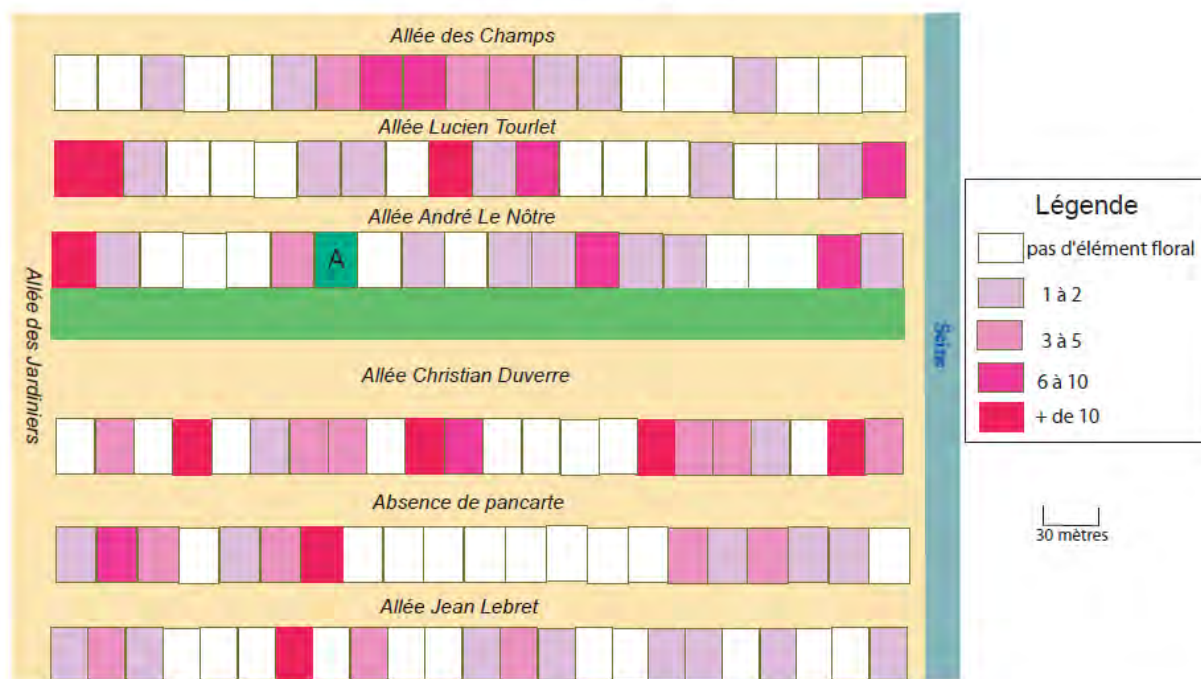 Allée des Champs
Allée Lucien Tourlet
Allée André Le Nôtre
A
Allée des Jardiniers
Seine
Allée Christian Duverre
Absence de pancarte
Allée Jean Lebret
Légende
pas d'élément floral
1 à 2
3 à 5
6 à 10
+ de 10
30 mètres